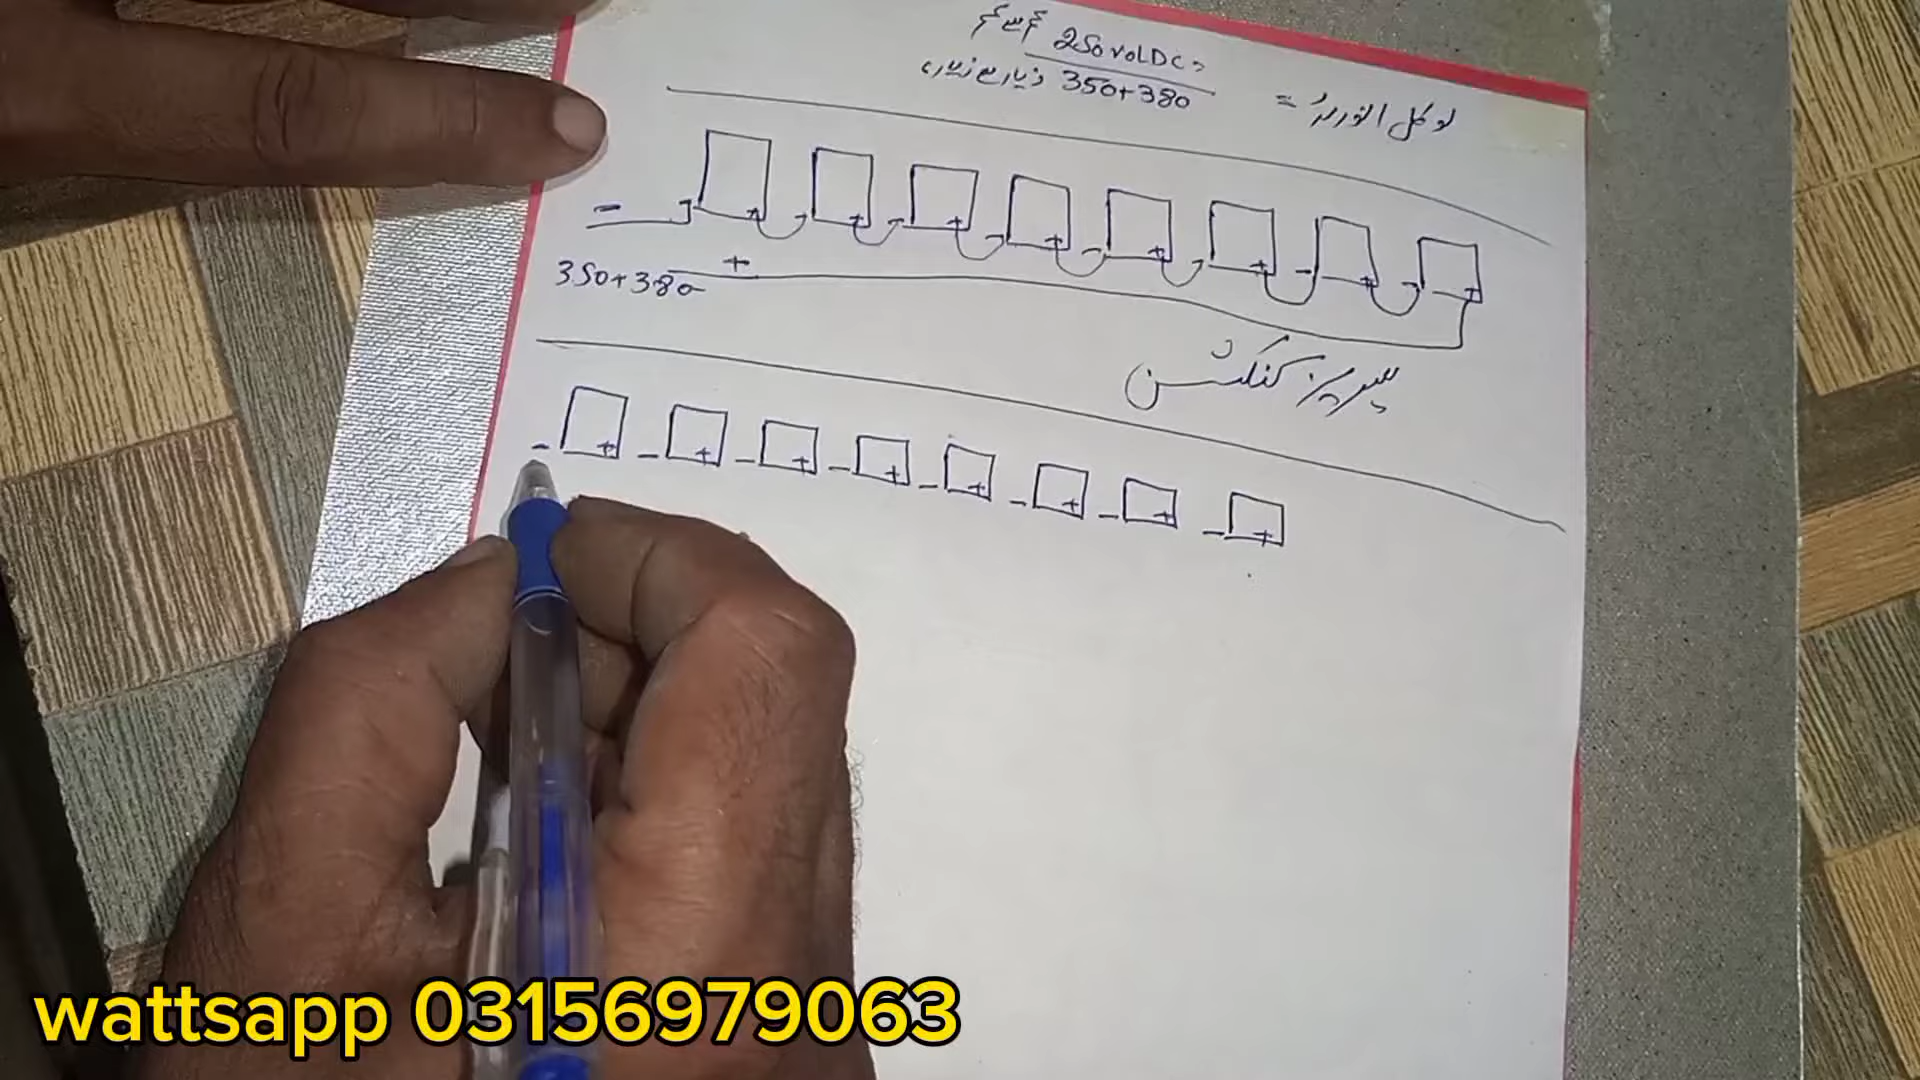 کم سے کم 250 volDC
لوکل انورٹر =
زیادہ سے زیادہ 350+380
- +
350+380
سیریز کنکشن
wattsapp 03156979063